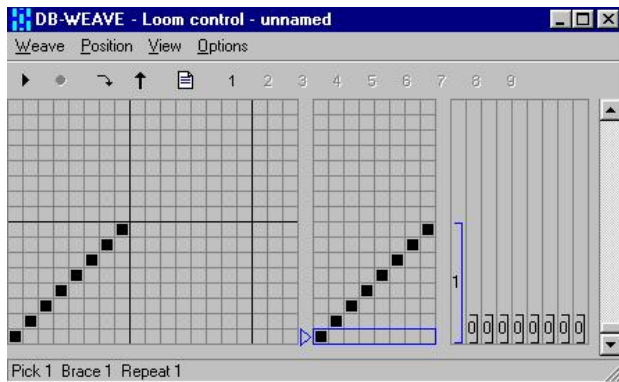 DB-WEAVE - Loom control - unnamed
Weave Position View Options
1 2 3 4 5 6 7 8 9
1
0 0 0 0 0 0 0 0
Pick 1 Brace 1 Repeat 1